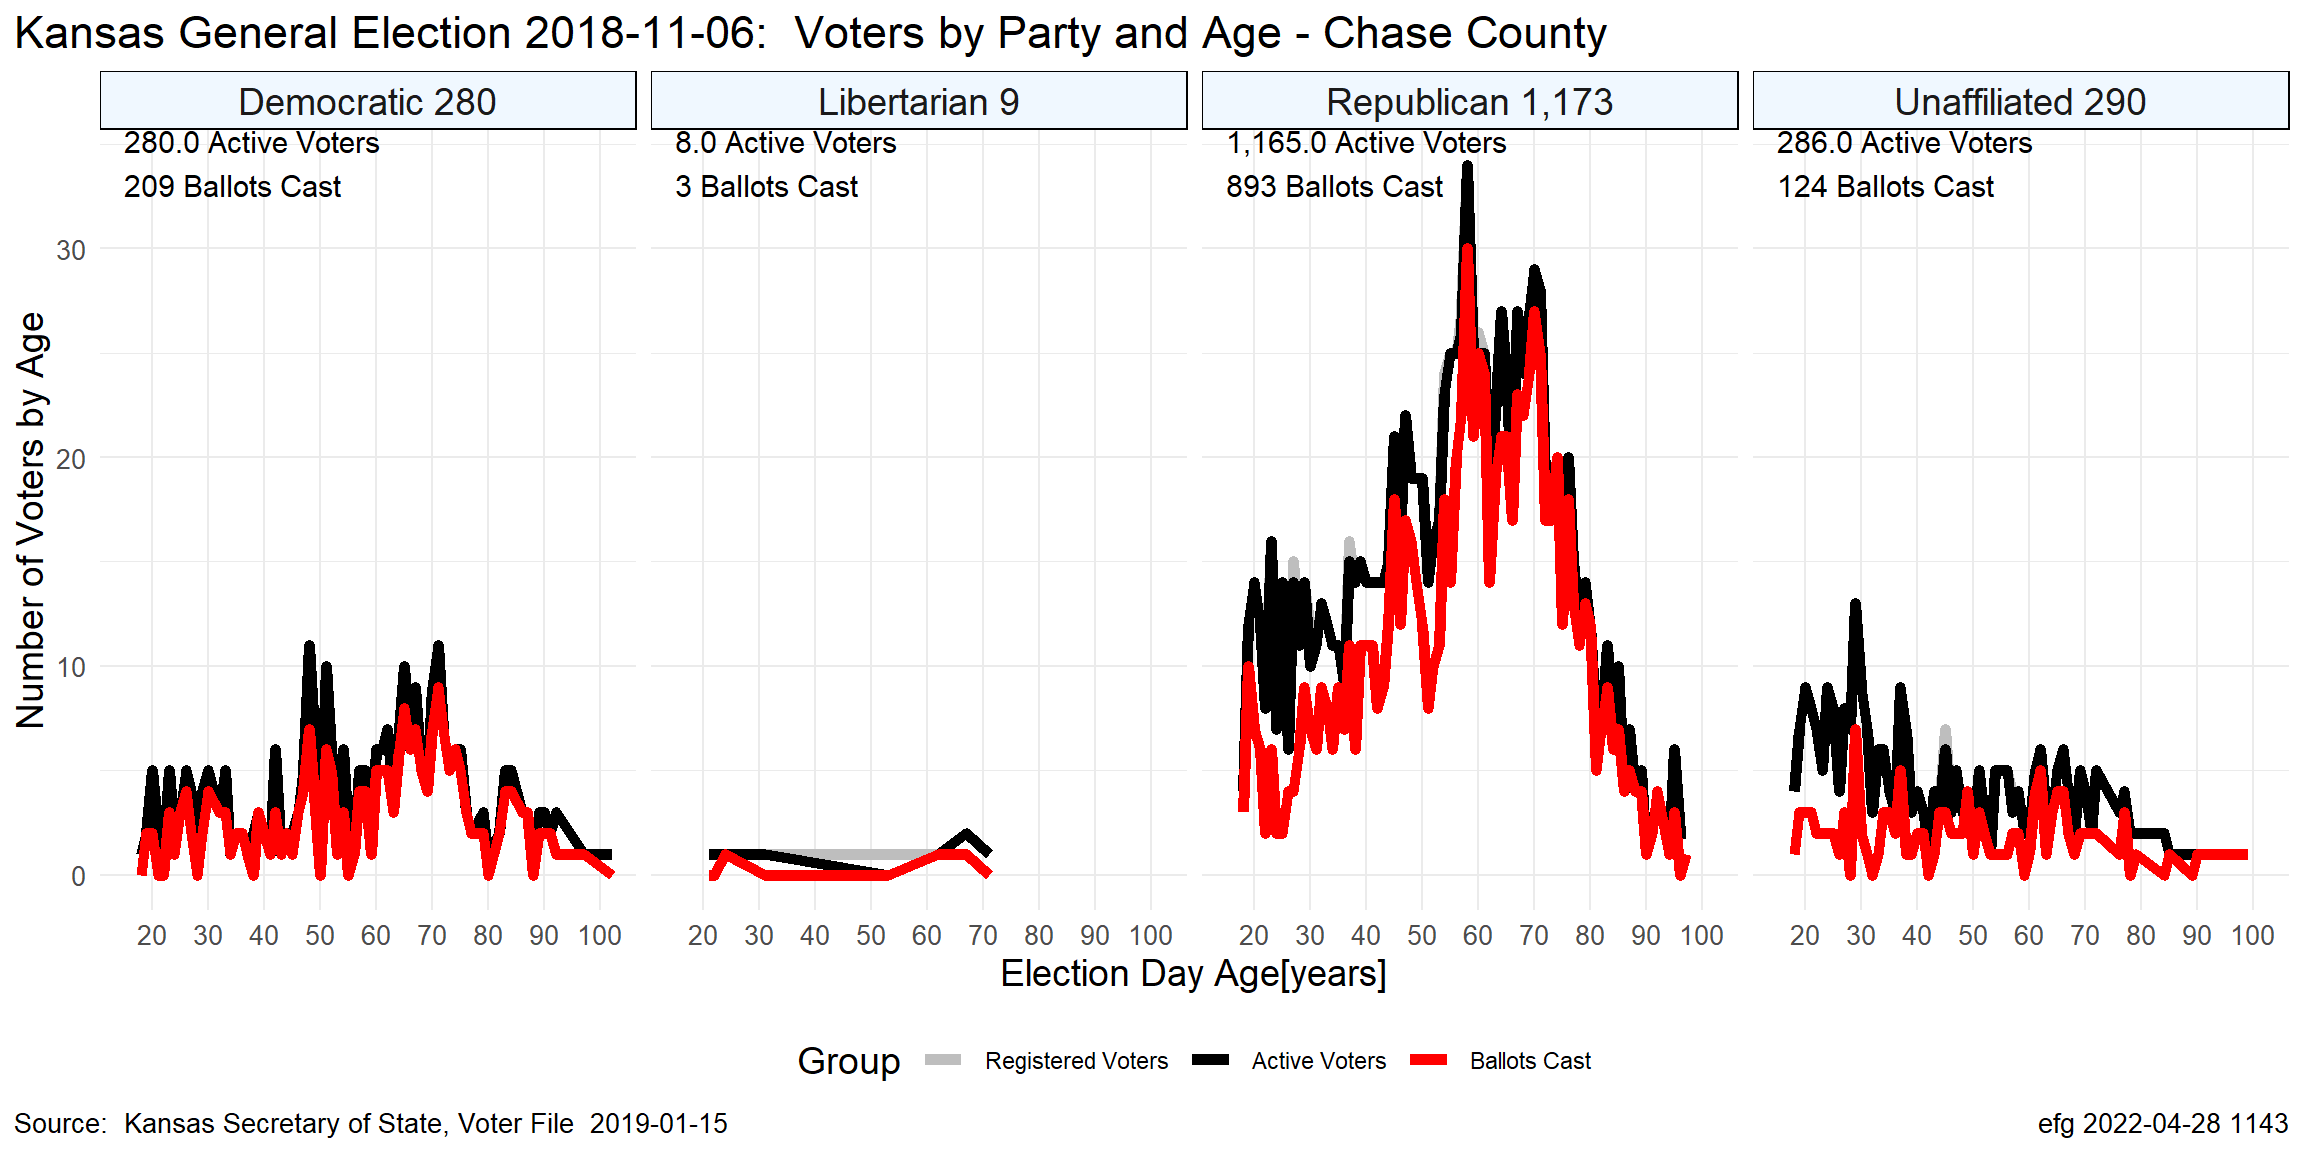 Kansas General Election 2018-11-06:  Voters by Party and Age - Chase County
Democratic 280
Libertarian 9
Republican 1,173
Unaffiliated 290
280.0 Active Voters
209 Ballots Cast
8.0 Active Voters
3 Ballots Cast
1,165.0 Active Voters
893 Ballots Cast
286.0 Active Voters
124 Ballots Cast
Number of Voters by Age
30
20
10
0
20 30 40 50 60 70 80 90 100
20 30 40 50 60 70 80 90 100
20 30 40 50 60 70 80 90 100
20 30 40 50 60 70 80 90 100
Election Day Age[years]
Group Registered Voters Active Voters Ballots Cast
Source:  Kansas Secretary of State, Voter File  2019-01-15
efg 2022-04-28 1143